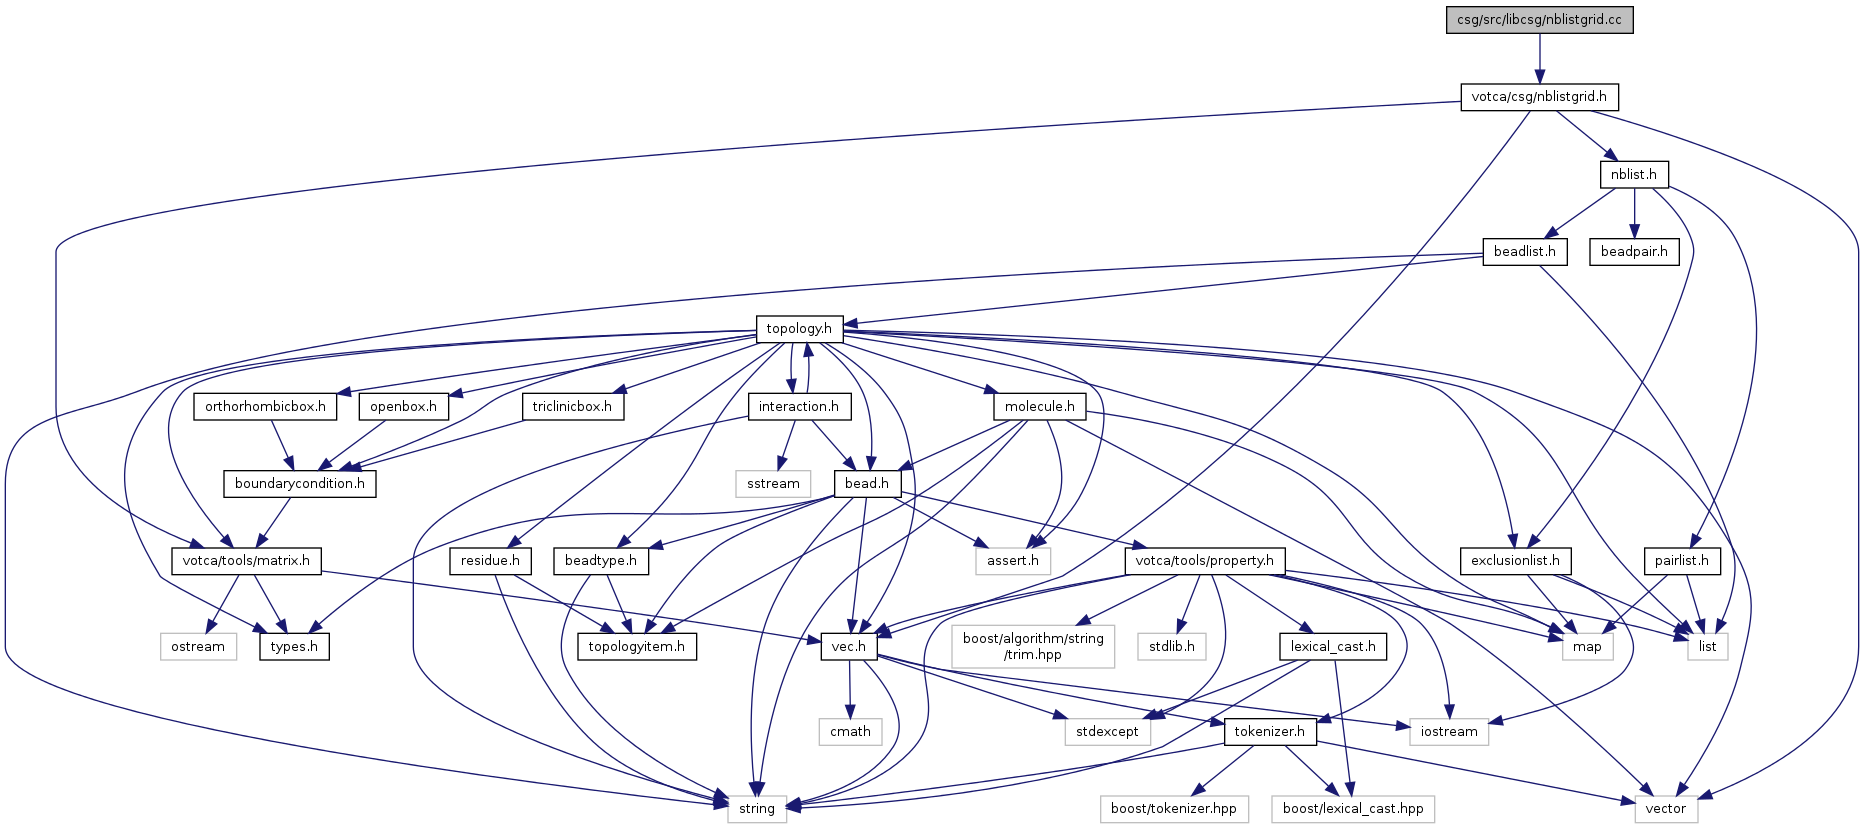 csg/src/libcsg/nblistgrid.cc
votca/csg/nblistgrid.h
nblist.h
beadlist.h
beadpair.h
topology.h
orthorhombicbox.h
openbox.h
triclinicbox.h
interaction.h
molecule.h
boundarycondition.h
sstream
bead.h
votca/tools/matrix.h
residue.h
beadtype.h
assert.h
votca/tools/property.h
exclusionlist.h
pairlist.h
ostream
types.h
topologyitem.h
vec.h
boost/algorithm/string
/trim.hpp
stdlib.h
lexical_cast.h
map
list
cmath
stdexcept
tokenizer.h
iostream
string
boost/tokenizer.hpp
boost/lexical_cast.hpp
vector